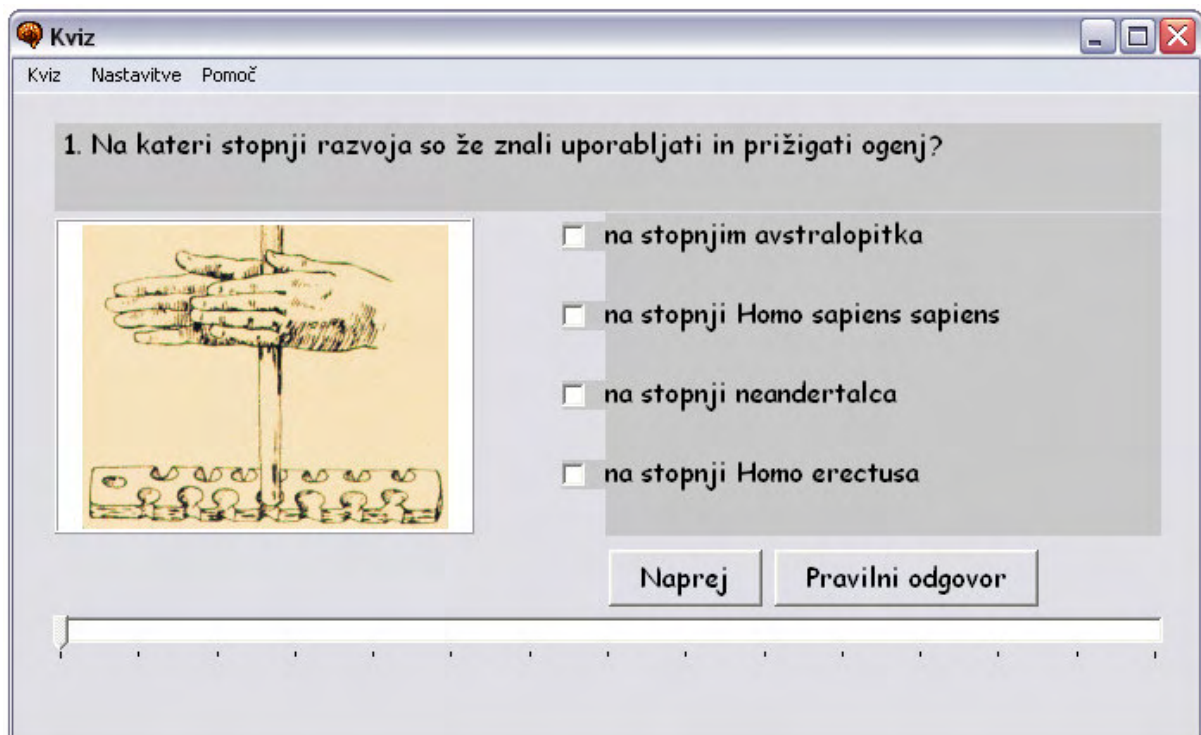 Kviz
Kviz Nastavitve Pomoč
1. Na kateri stopnji razvoja so že znali uporabljati in prižigati ogenj?
na stopnjim avstralopitka
na stopnji Homo sapiens sapiens
na stopnji neandertalca
na stopnji Homo erectusa
Naprej Pravilni odgovor